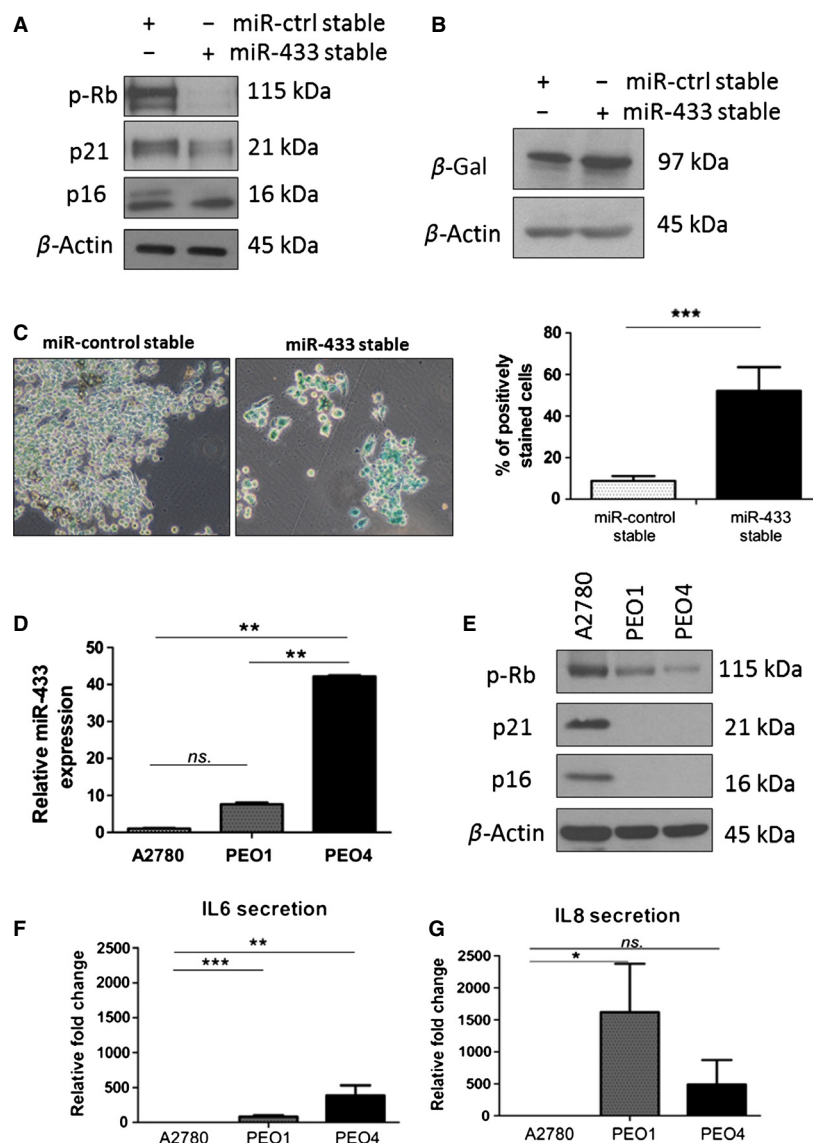 A
+ − miR-ctrl stable
− + miR-433 stable
p-Rb 115 kDa
p21 21 kDa
p16 16 kDa
β-Actin 45 kDa
B
+ − miR-ctrl stable
− + miR-433 stable
β-Gal 97 kDa
β-Actin 45 kDa
C
miR-control stable
miR-433 stable
% of positively
stained cells
80
60
40
20
0
***
miR-control
stable
miR-433
stable
D
Relative miR-433
expression
50
40
30
20
10
0
**
**
ns.
A2780 PEO1 PEO4
E
A2780 PEO1 PEO4
p-Rb 115 kDa
p21 21 kDa
p16 16 kDa
β-Actin 45 kDa
F
IL6 secretion
Relative fold change
2500
2000
1500
1000
500
0
**
***
A2780 PEO1 PEO4
G
IL8 secretion
Relative fold change
2500
2000
1500
1000
500
0
ns.
*
A2780 PEO1 PEO4